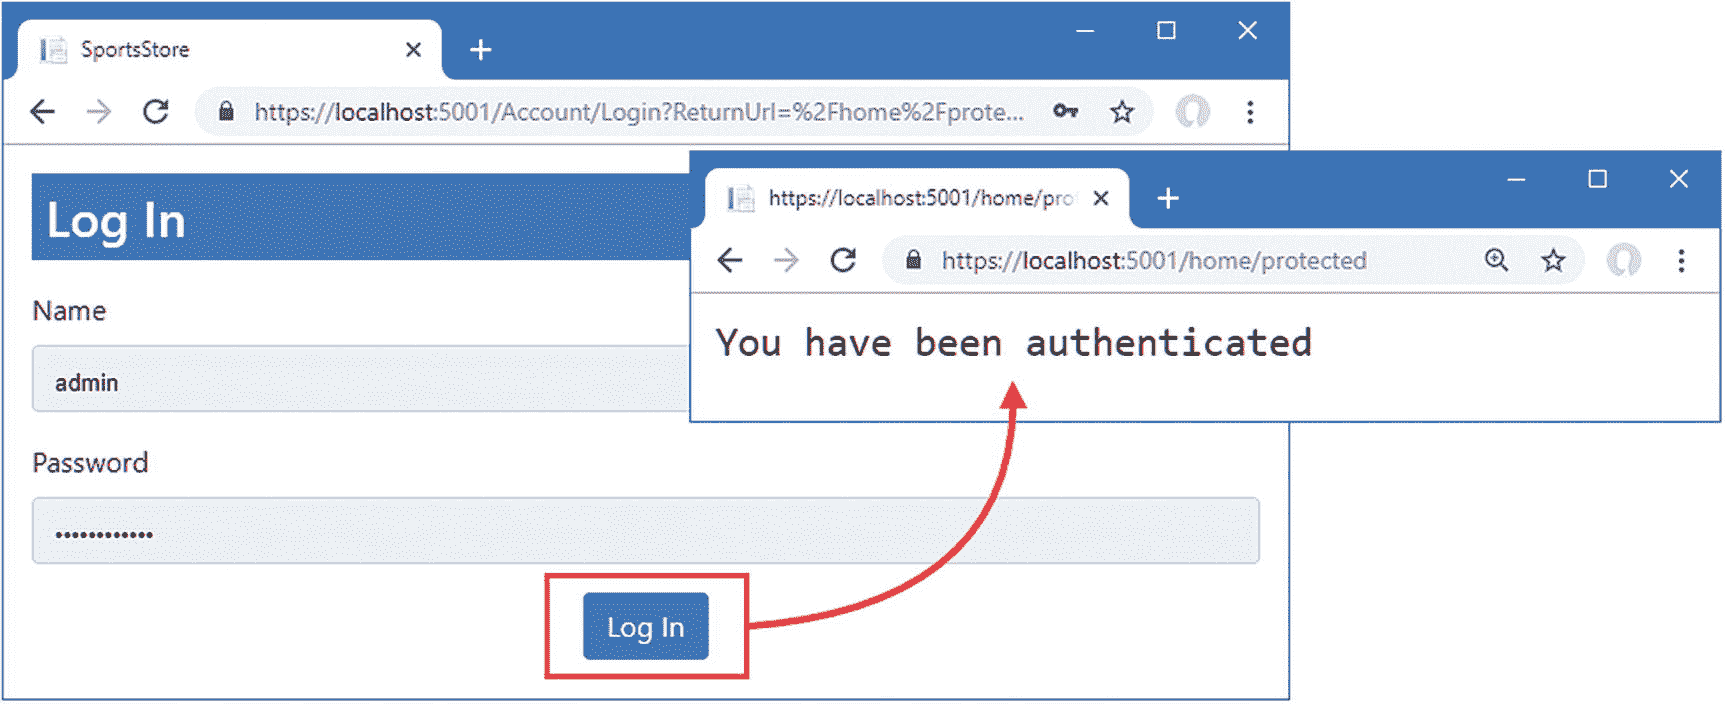 SportsStore
https://localhost:5001/Account/Login?ReturnUrl=%2Fhome%2Fprote...
Log In
Name
admin
Password
••••••••••••
Log In
https://localhost:5001/home/pro
https://localhost:5001/home/protected
You have been authenticated